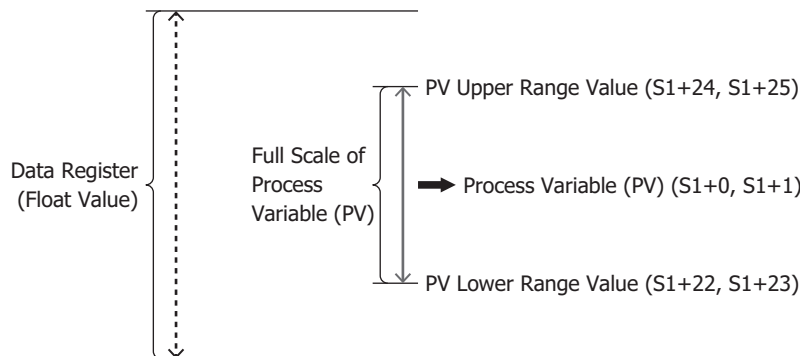 PV Upper Range Value (S1+24, S1+25)
Data Register
(Float Value)
Full Scale of
Process
Variable (PV)
Process Variable (PV) (S1+0, S1+1)
PV Lower Range Value (S1+22, S1+23)